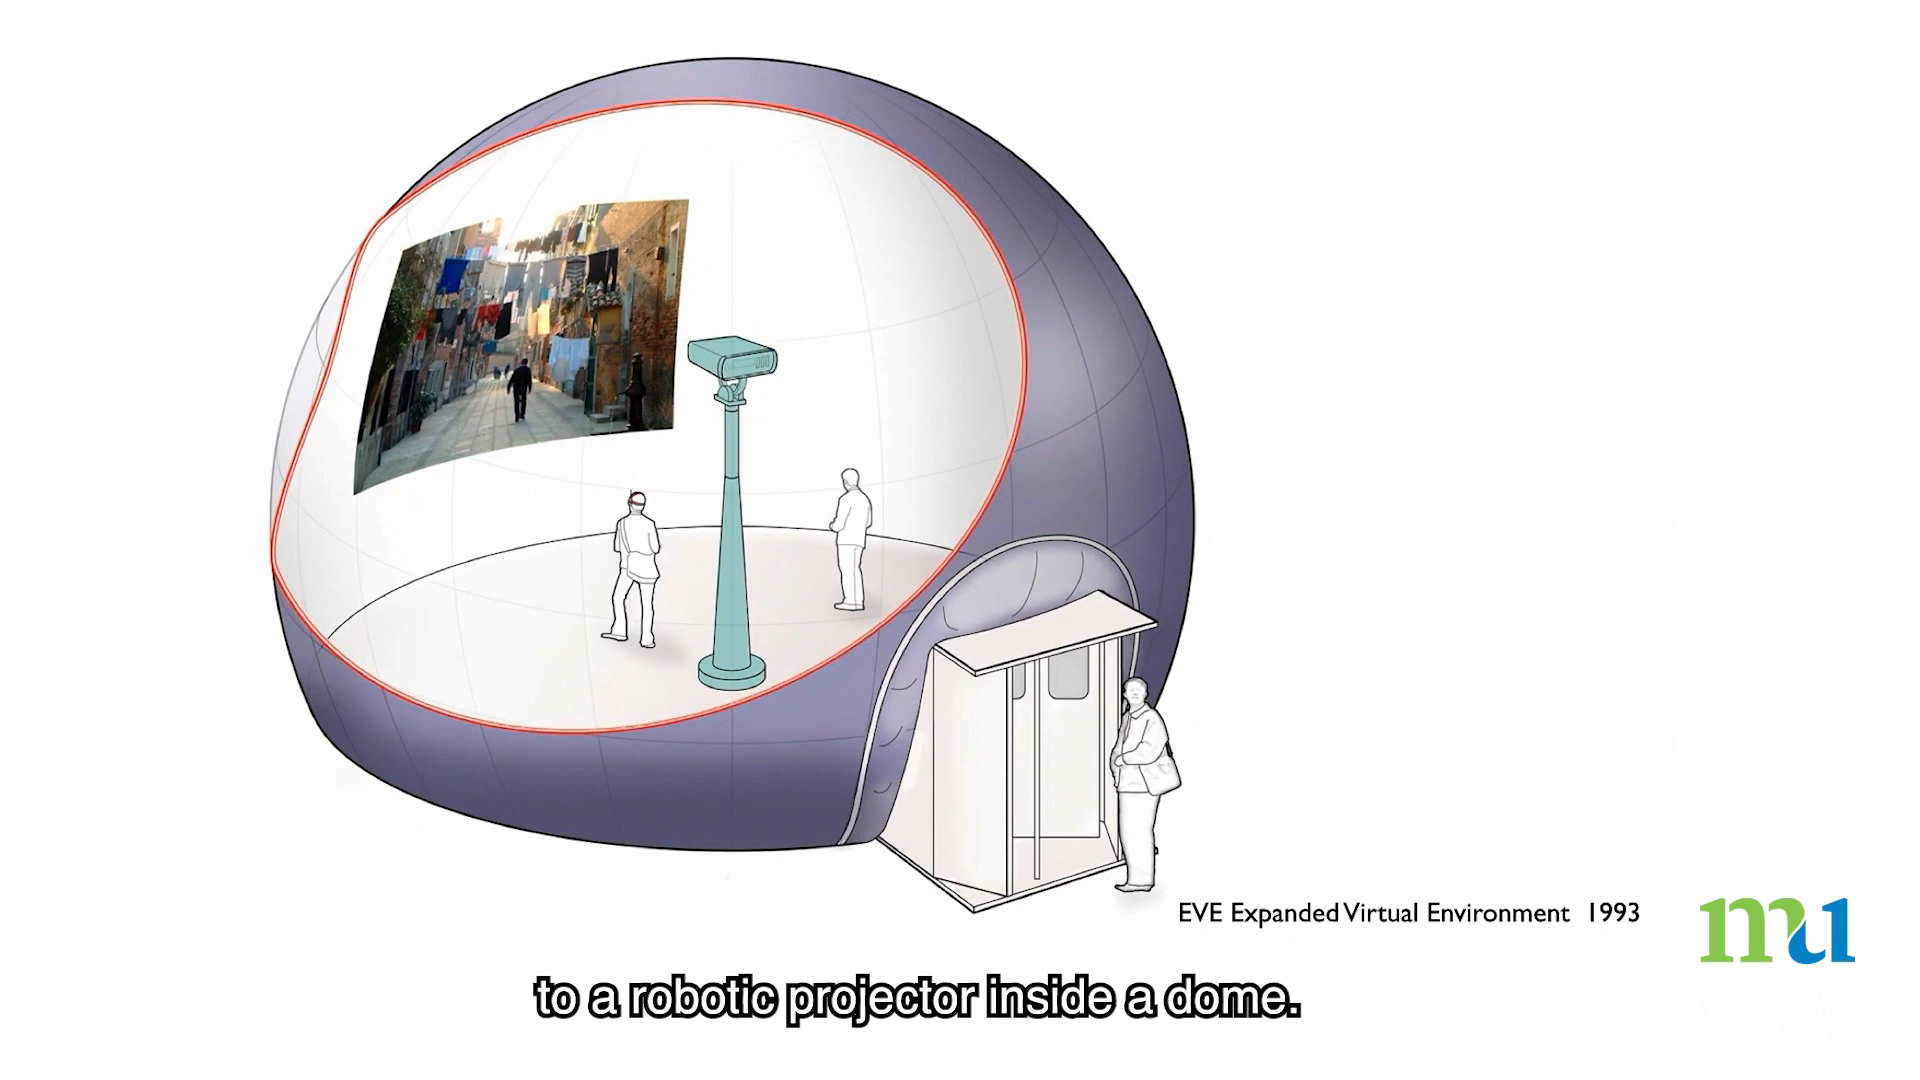 EVE Expanded Virtual Environment 1993
mu
to a robotic projector inside a dome.